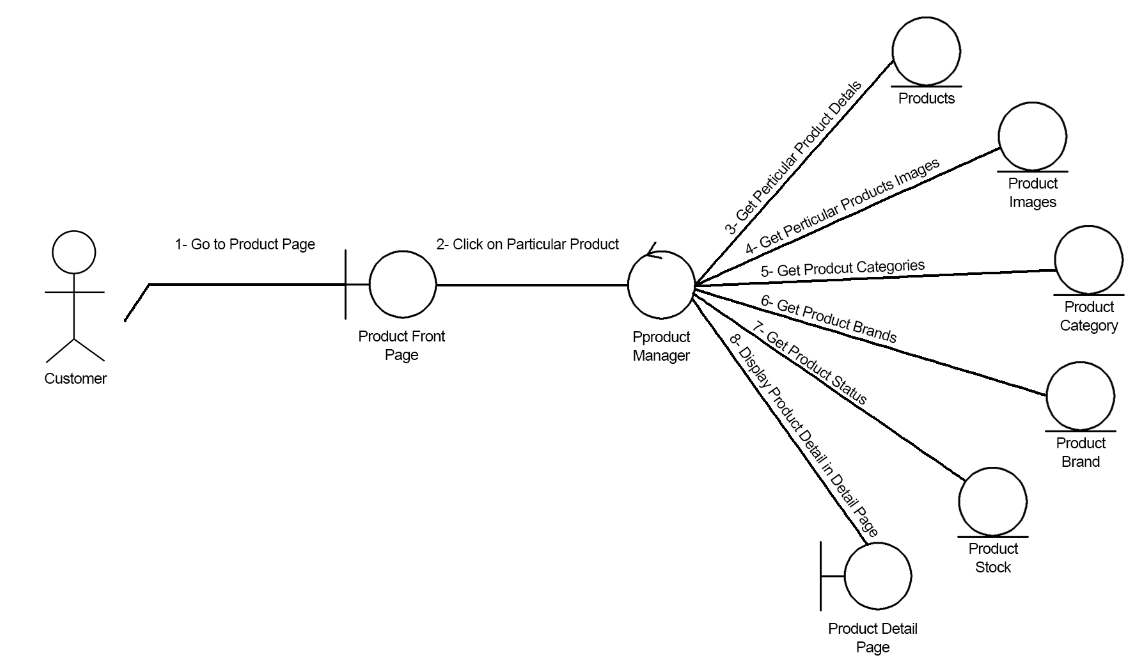 Products
3- Get Perticular Product Detals
Product
Images
4- Get Perticular Products Images
1- Go to Product Page
2- Click on Particular Product
5- Get Prodcut Categories
Product
Category
6- Get Product Brands
Product Front
Page
Pproduct
Manager
7- Get Product Status
Customer
8- Display Product Detail in Detail Page
Product
Brand
Product
Stock
Product Detail
Page